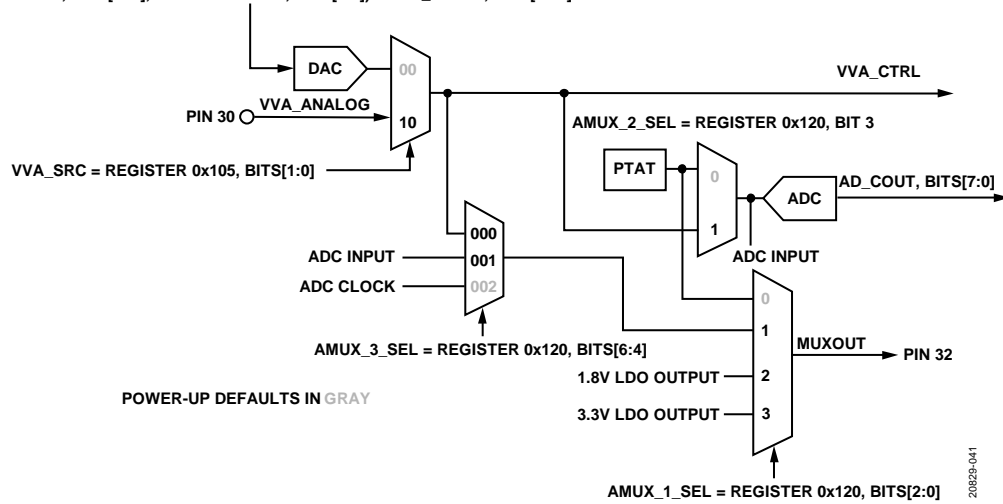 DAC
00
VVA_CTRL
PIN 30
VVA_ANALOG
10
AMUX_2_SEL = REGISTER 0x120, BIT 3
VVA_SRC = REGISTER 0x105, BITS[1:0]
PTAT
0
AD_COUT, BITS[7:0]
ADC
1
000
ADC INPUT
001
ADC INPUT
ADC CLOCK
002
0
1
MUXOUT
PIN 32
AMUX_3_SEL = REGISTER 0x120, BITS[6:4]
1.8V LDO OUTPUT
2
POWER-UP DEFAULTS IN GRAY
3.3V LDO OUTPUT
3
AMUX_1_SEL = REGISTER 0x120, BITS[2:0]
20829-041